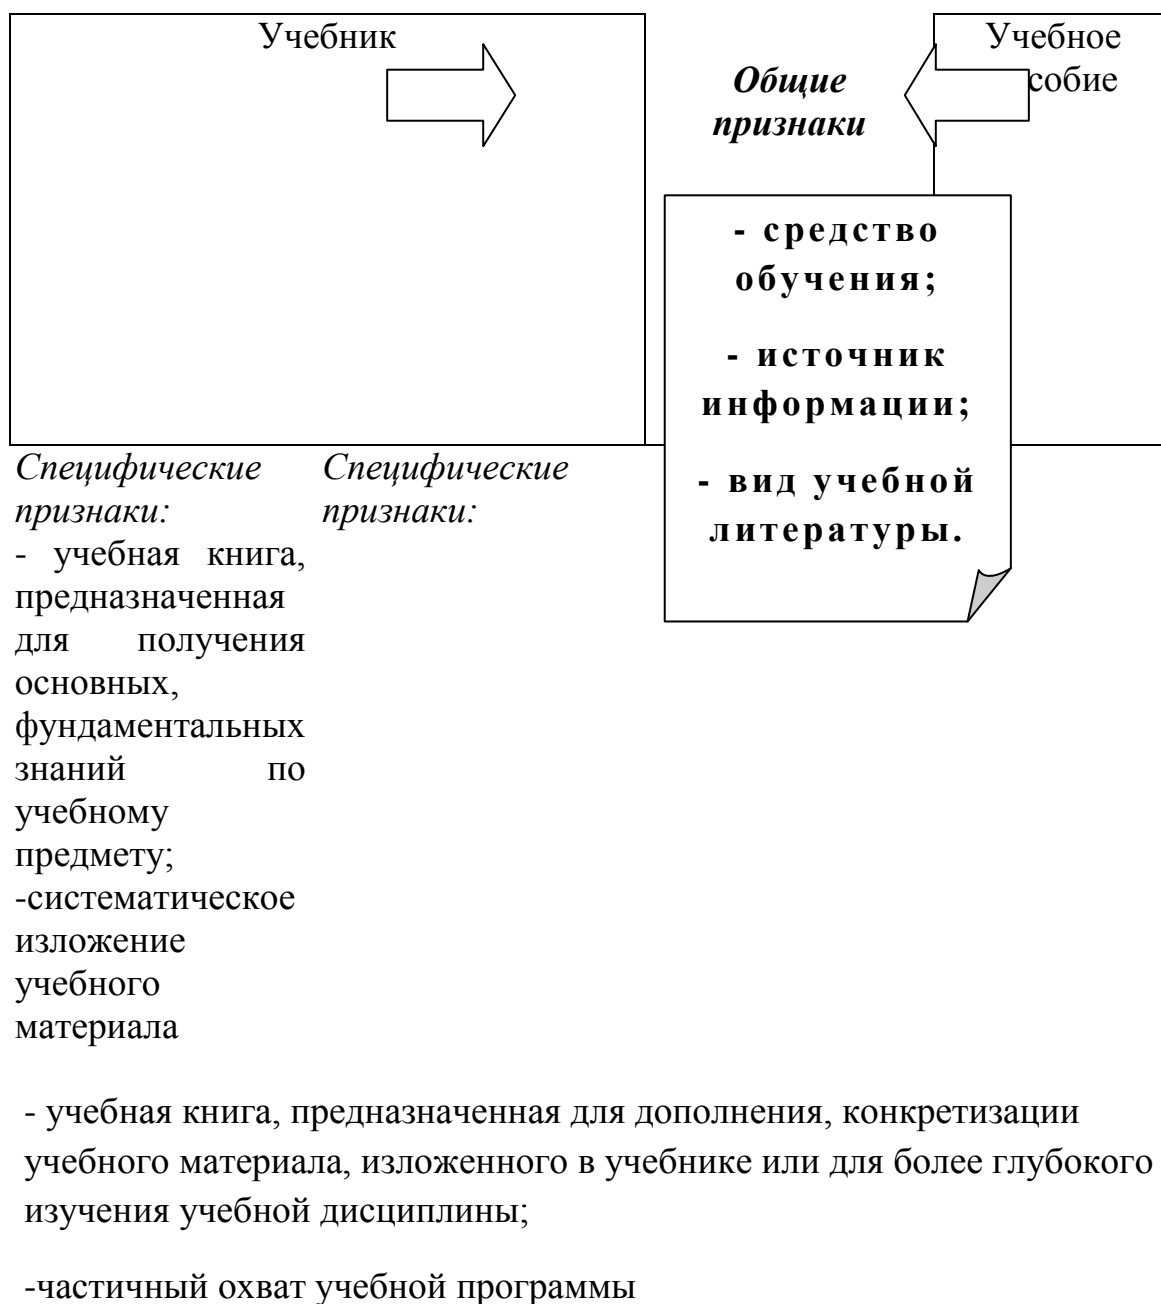 Учебник
Общие
признаки
Учебное
собие
- средство
обучения;
- источник
информации;
- вид учебной
литературы.
Специфические
признаки:
- учебная книга,
предназначенная
для получения
основных,
фундаментальных
знаний по
учебному
предмету;
-систематическое
изложение
учебного
материала
Специфические
признаки:
- учебная книга, предназначенная для дополнения, конкретизации
учебного материала, изложенного в учебнике или для более глубокого
изучения учебной дисциплины;
-частичный охват учебной программы